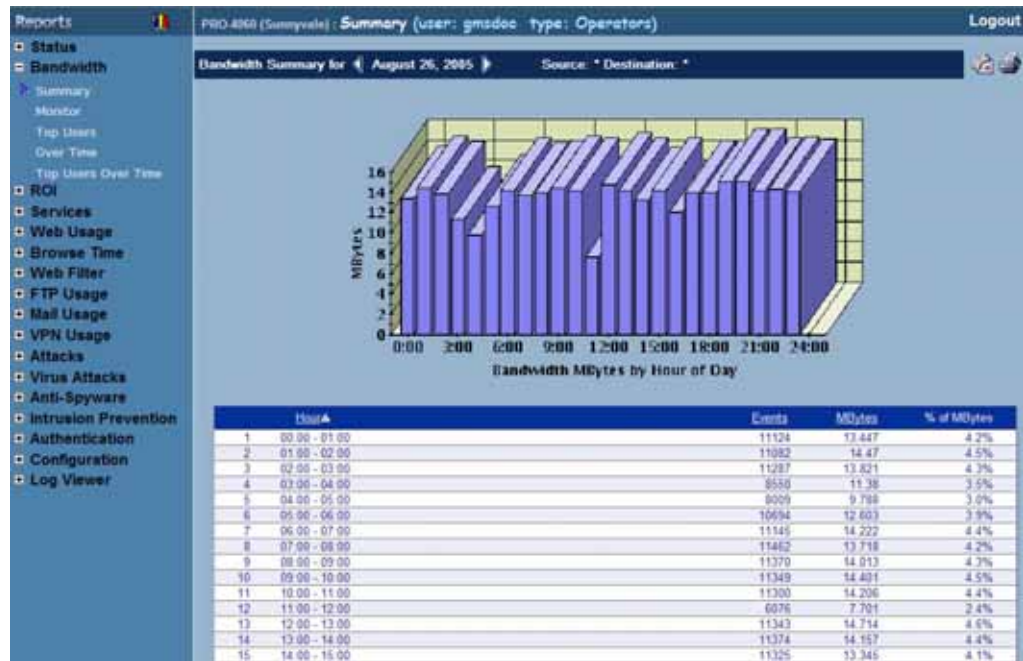 Reports
PRO 4060 (Sunnyvale) : Summary (user: gmsdoc type: Operators)
Logout
Status
Bandwidth
Summary
Monitor
Top Users
Over Time
Top Users Over Time
ROI
Services
Web Usage
Browse Time
Web Filter
FTP Usage
Mail Usage
VPN Usage
Attacks
Virus Attacks
Anti-Spyware
Intrusion Prevention
Authentication
Configuration
Log Viewer
Bandwidth Summary for August 26, 2005 Source: * Destination: *
MBytes
16
14
12
10
8
6
4
2
0
0:00 3:00 6:00 9:00 12:00 15:00 18:00 21:00 24:00
Bandwidth MBytes by Hour of Day
Hour Events MBytes % of MBytes
1 00:00 - 01:00 11124 13.447 4.2%
2 01:00 - 02:00 11082 14.47 4.5%
3 02:00 - 03:00 11287 13.821 4.3%
4 03:00 - 04:00 8550 11.38 3.5%
5 04:00 - 05:00 8009 9.788 3.0%
6 05:00 - 06:00 10694 12.603 3.9%
7 06:00 - 07:00 11145 14.222 4.4%
8 07:00 - 08:00 11462 13.718 4.2%
9 08:00 - 09:00 11370 14.013 4.3%
10 09:00 - 10:00 11349 14.401 4.5%
11 10:00 - 11:00 11300 14.206 4.4%
12 11:00 - 12:00 6076 7.701 2.4%
13 12:00 - 13:00 11343 14.714 4.6%
14 13:00 - 14:00 11374 14.157 4.4%
15 14:00 - 15:00 11325 13.345 4.1%